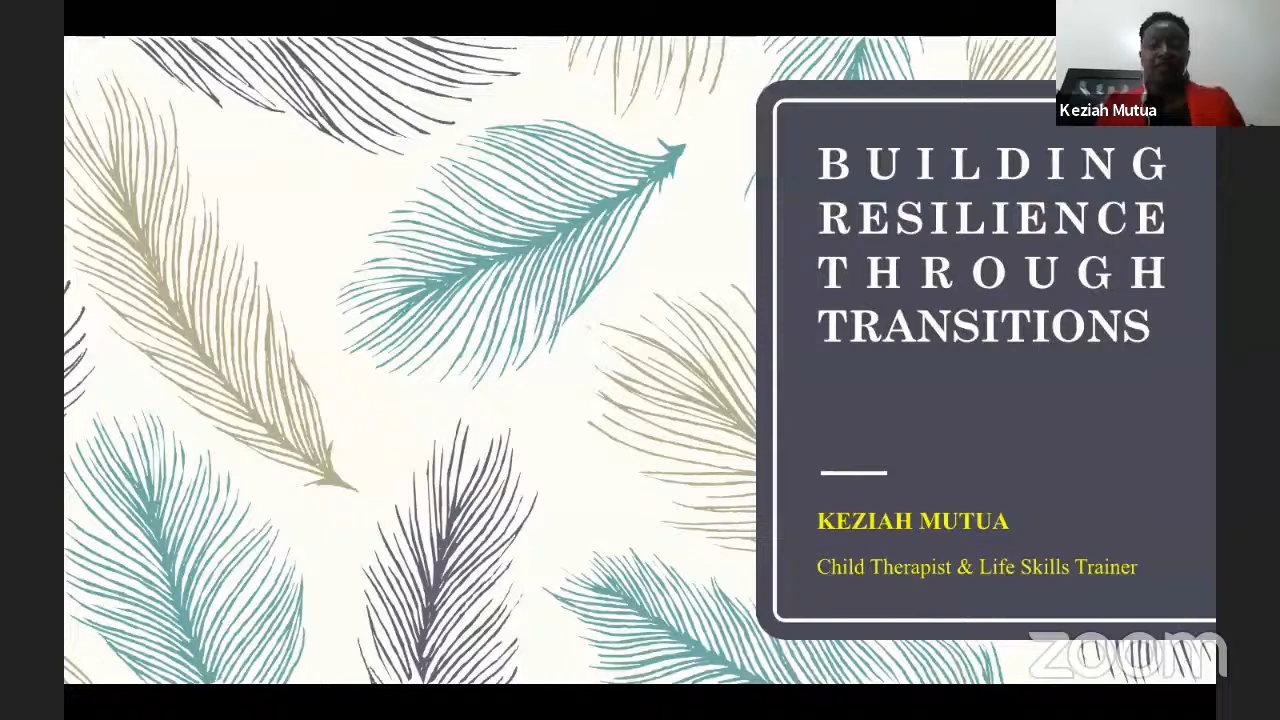 Keziah Mutua
BUILDING
RESILIENCE
THROUGH
TRANSITIONS
KEZIAH MUTUA
Child Therapist & Life Skills Trainer
zoom